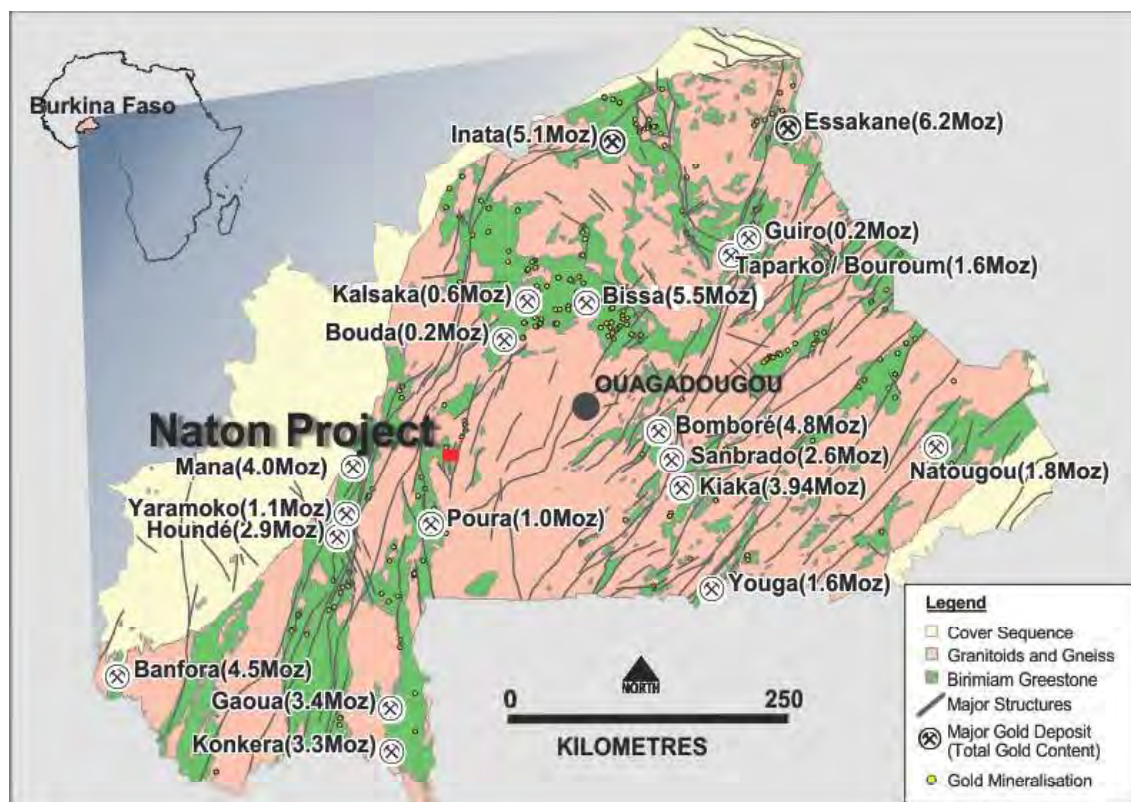 Burkina Faso
Inata(5.1Moz)
Essakane(6.2Moz)
Guiro(0.2Moz)
Taparko / Bouroum(1.6Moz)
Kalsaka(0.6Moz)
Bissa(5.5Moz)
Bouda(0.2Moz)
OUAGADOUGOU
Naton Project
Bomboré(4.8Moz)
Mana(4.0Moz)
Sanbrado(2.6Moz)
Natougou(1.8Moz)
Kiaka(3.94Moz)
Yaramoko(1.1Moz)
Houndé(2.9Moz)
Poura(1.0Moz)
Youga(1.6Moz)
Banfora(4.5Moz)
Gaoua(3.4Moz)
Konkera(3.3Moz)
NORTH
0 250
KILOMETRES
Legend
Cover Sequence
Granitoids and Gneiss
Birimiam Greestone
Major Structures
Major Gold Deposit
(Total Gold Content)
Gold Mineralisation